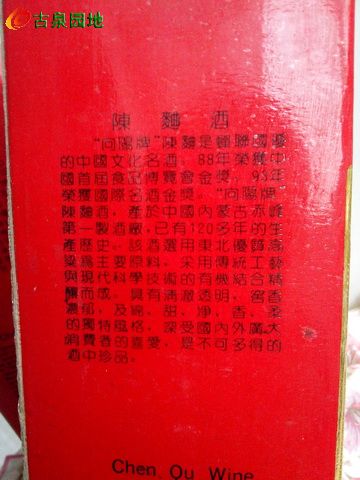 古泉园地
陳麯酒
"向陽牌"陳麯是蜚聯國優
的中國文化名酒。88年榮獲中
國首屆食品博覽會金獎。93年
榮獲國際名酒金獎。"向陽牌"
陳麯酒，產於中國內蒙古赤峰
第一製酒廠，已有120多年的生
產歷史。該酒選用東北優質高
粱為主要原料，采用傳統工藝
與現代科學技術的有機結合精
釀而成。具有清澈透明，窖香
濃郁，及綿、甜、凈、香、柔
的獨特風格，深受國內外廣大
消費者的喜愛，是不可多得的
酒中珍品。
Chen Qu Wine